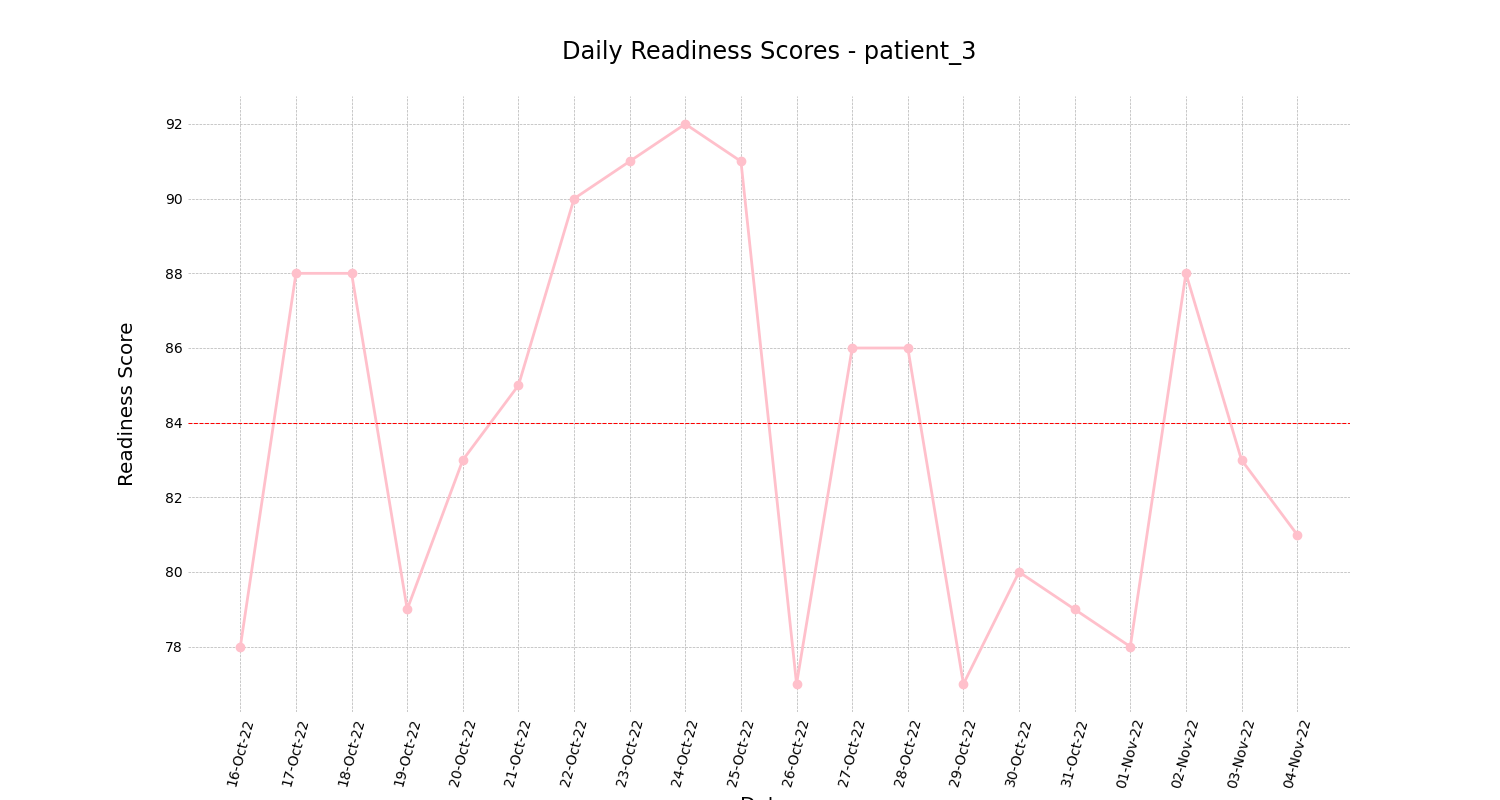 Daily Readiness Scores - patient_3
Readiness Score
92
90
88
86
84
82
80
78
16-Oct-22
17-Oct-22
18-Oct-22
19-Oct-22
20-Oct-22
21-Oct-22
22-Oct-22
23-Oct-22
24-Oct-22
25-Oct-22
26-Oct-22
27-Oct-22
28-Oct-22
29-Oct-22
30-Oct-22
31-Oct-22
01-Nov-22
02-Nov-22
03-Nov-22
04-Nov-22